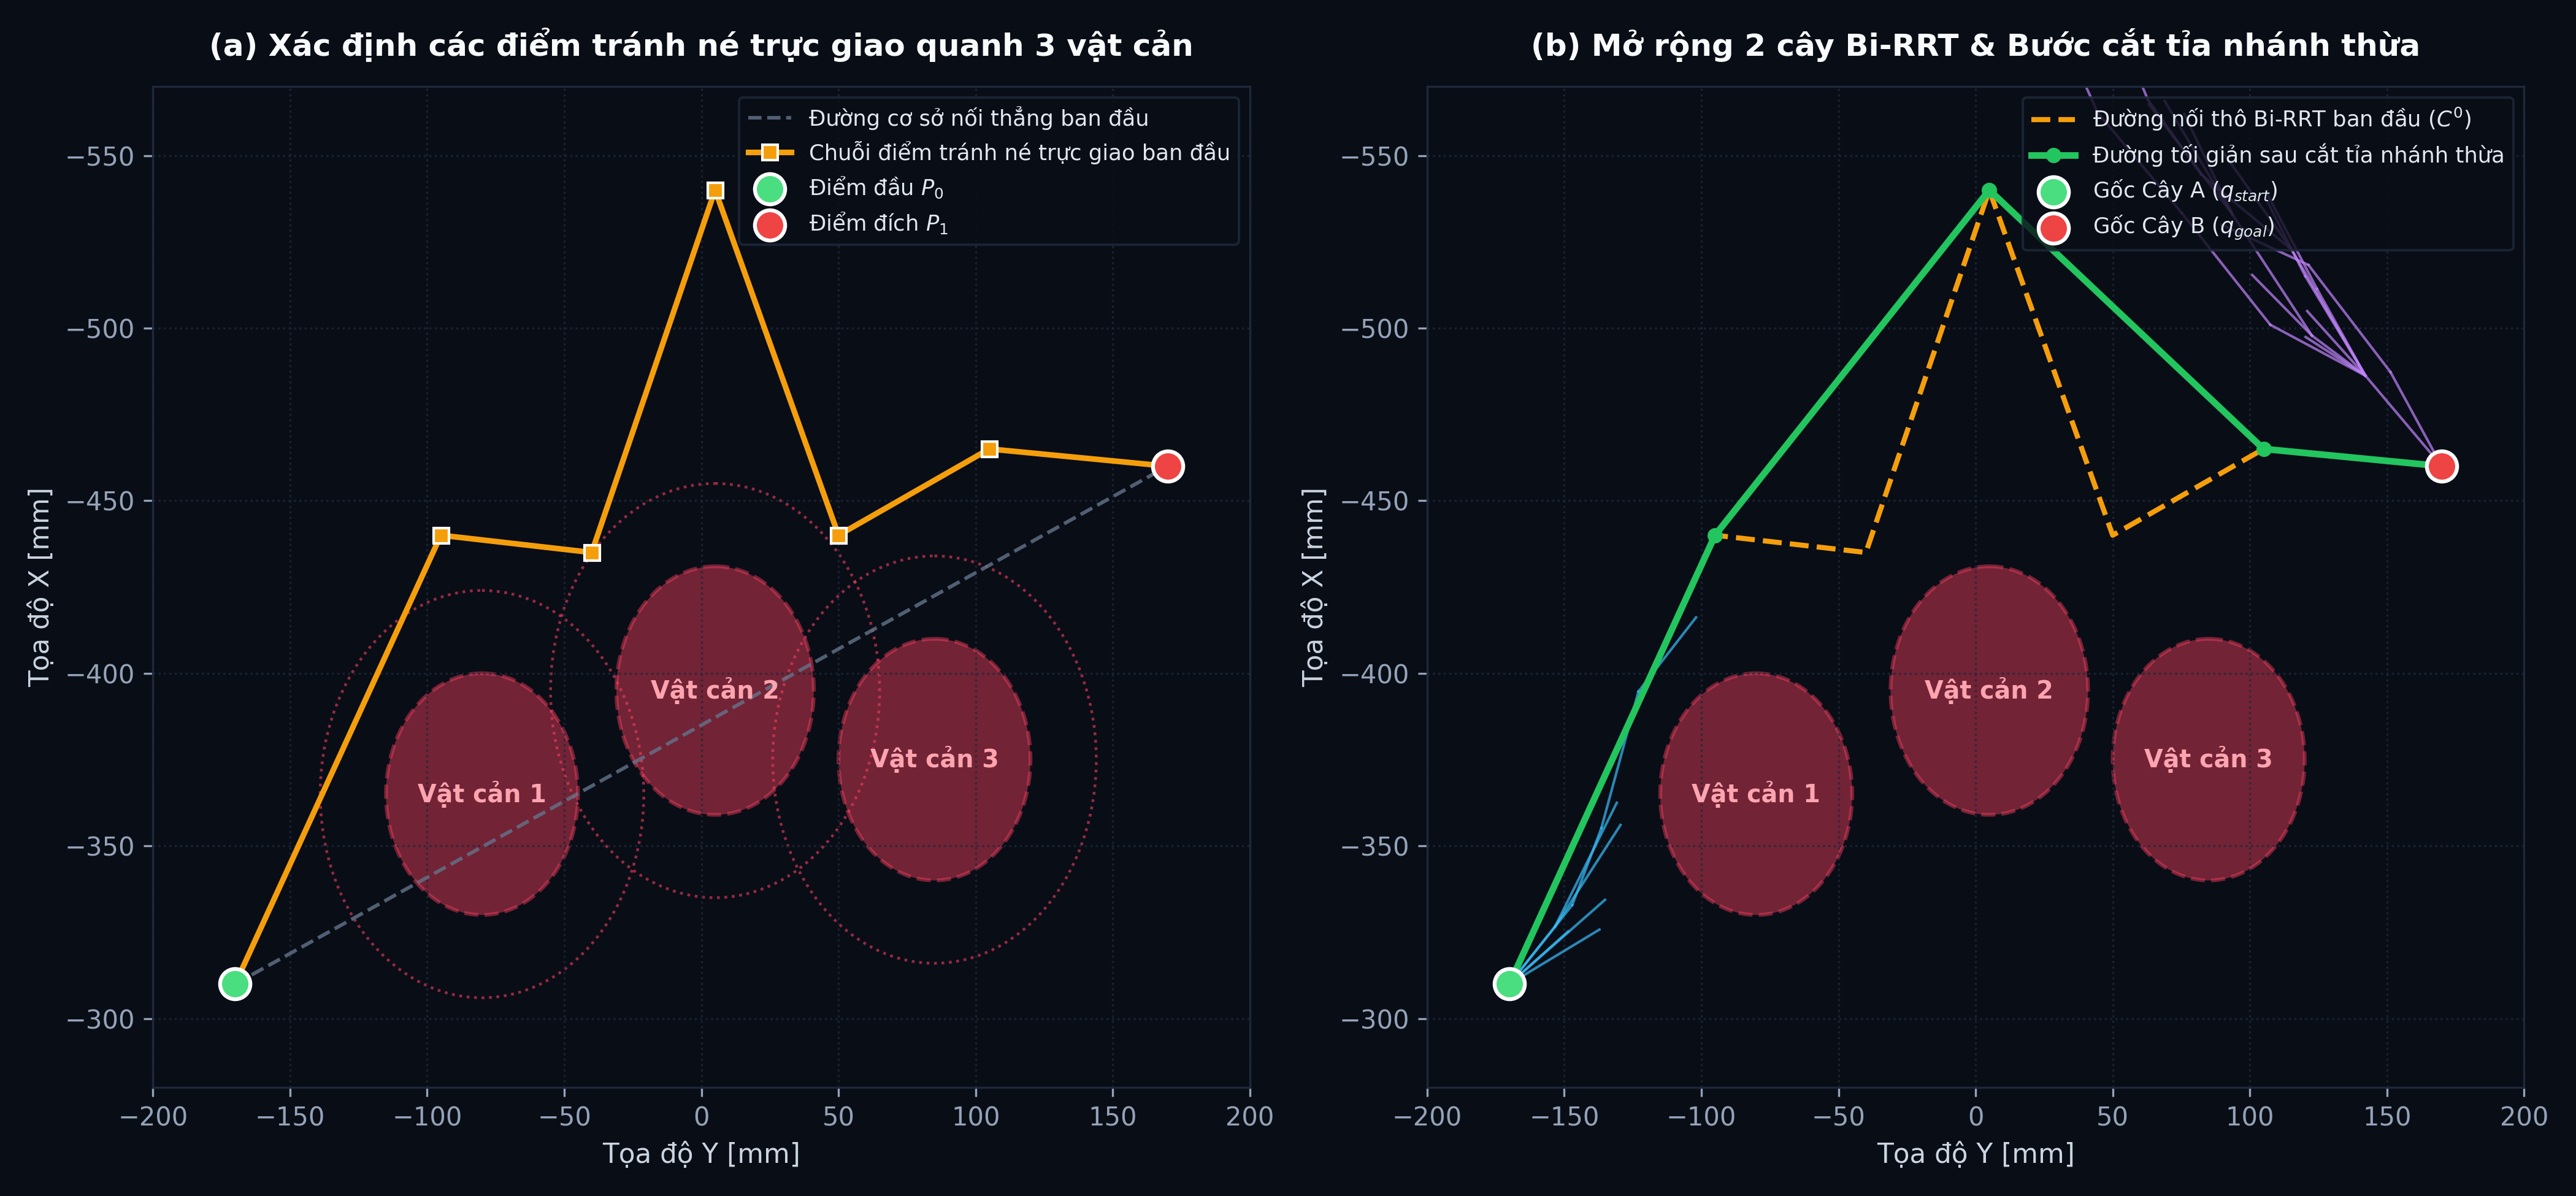 (a) Xác định các điểm tránh né trực giao quanh 3 vật cản
Đường cơ sở nối thẳng ban đầu
Chuỗi điểm tránh né trực giao ban đầu
Điểm đầu P₀
Điểm đích P₁
−550
−500
−450
−400
−350
−300
Tọa độ X [mm]
Vật cản 1
Vật cản 2
Vật cản 3
−200 −150 −100 −50 0 50 100 150 200
Tọa độ Y [mm]
(b) Mở rộng 2 cây Bi-RRT & Bước cắt tỉa nhánh thừa
Đường nối thô Bi-RRT ban đầu (C⁰)
Đường tối giản sau cắt tỉa nhánh thừa
Gốc Cây A (q_start)
Gốc Cây B (q_goal)
−550
−500
−450
−400
−350
−300
Tọa độ X [mm]
Vật cản 1
Vật cản 2
Vật cản 3
−200 −150 −100 −50 0 50 100 150 200
Tọa độ Y [mm]